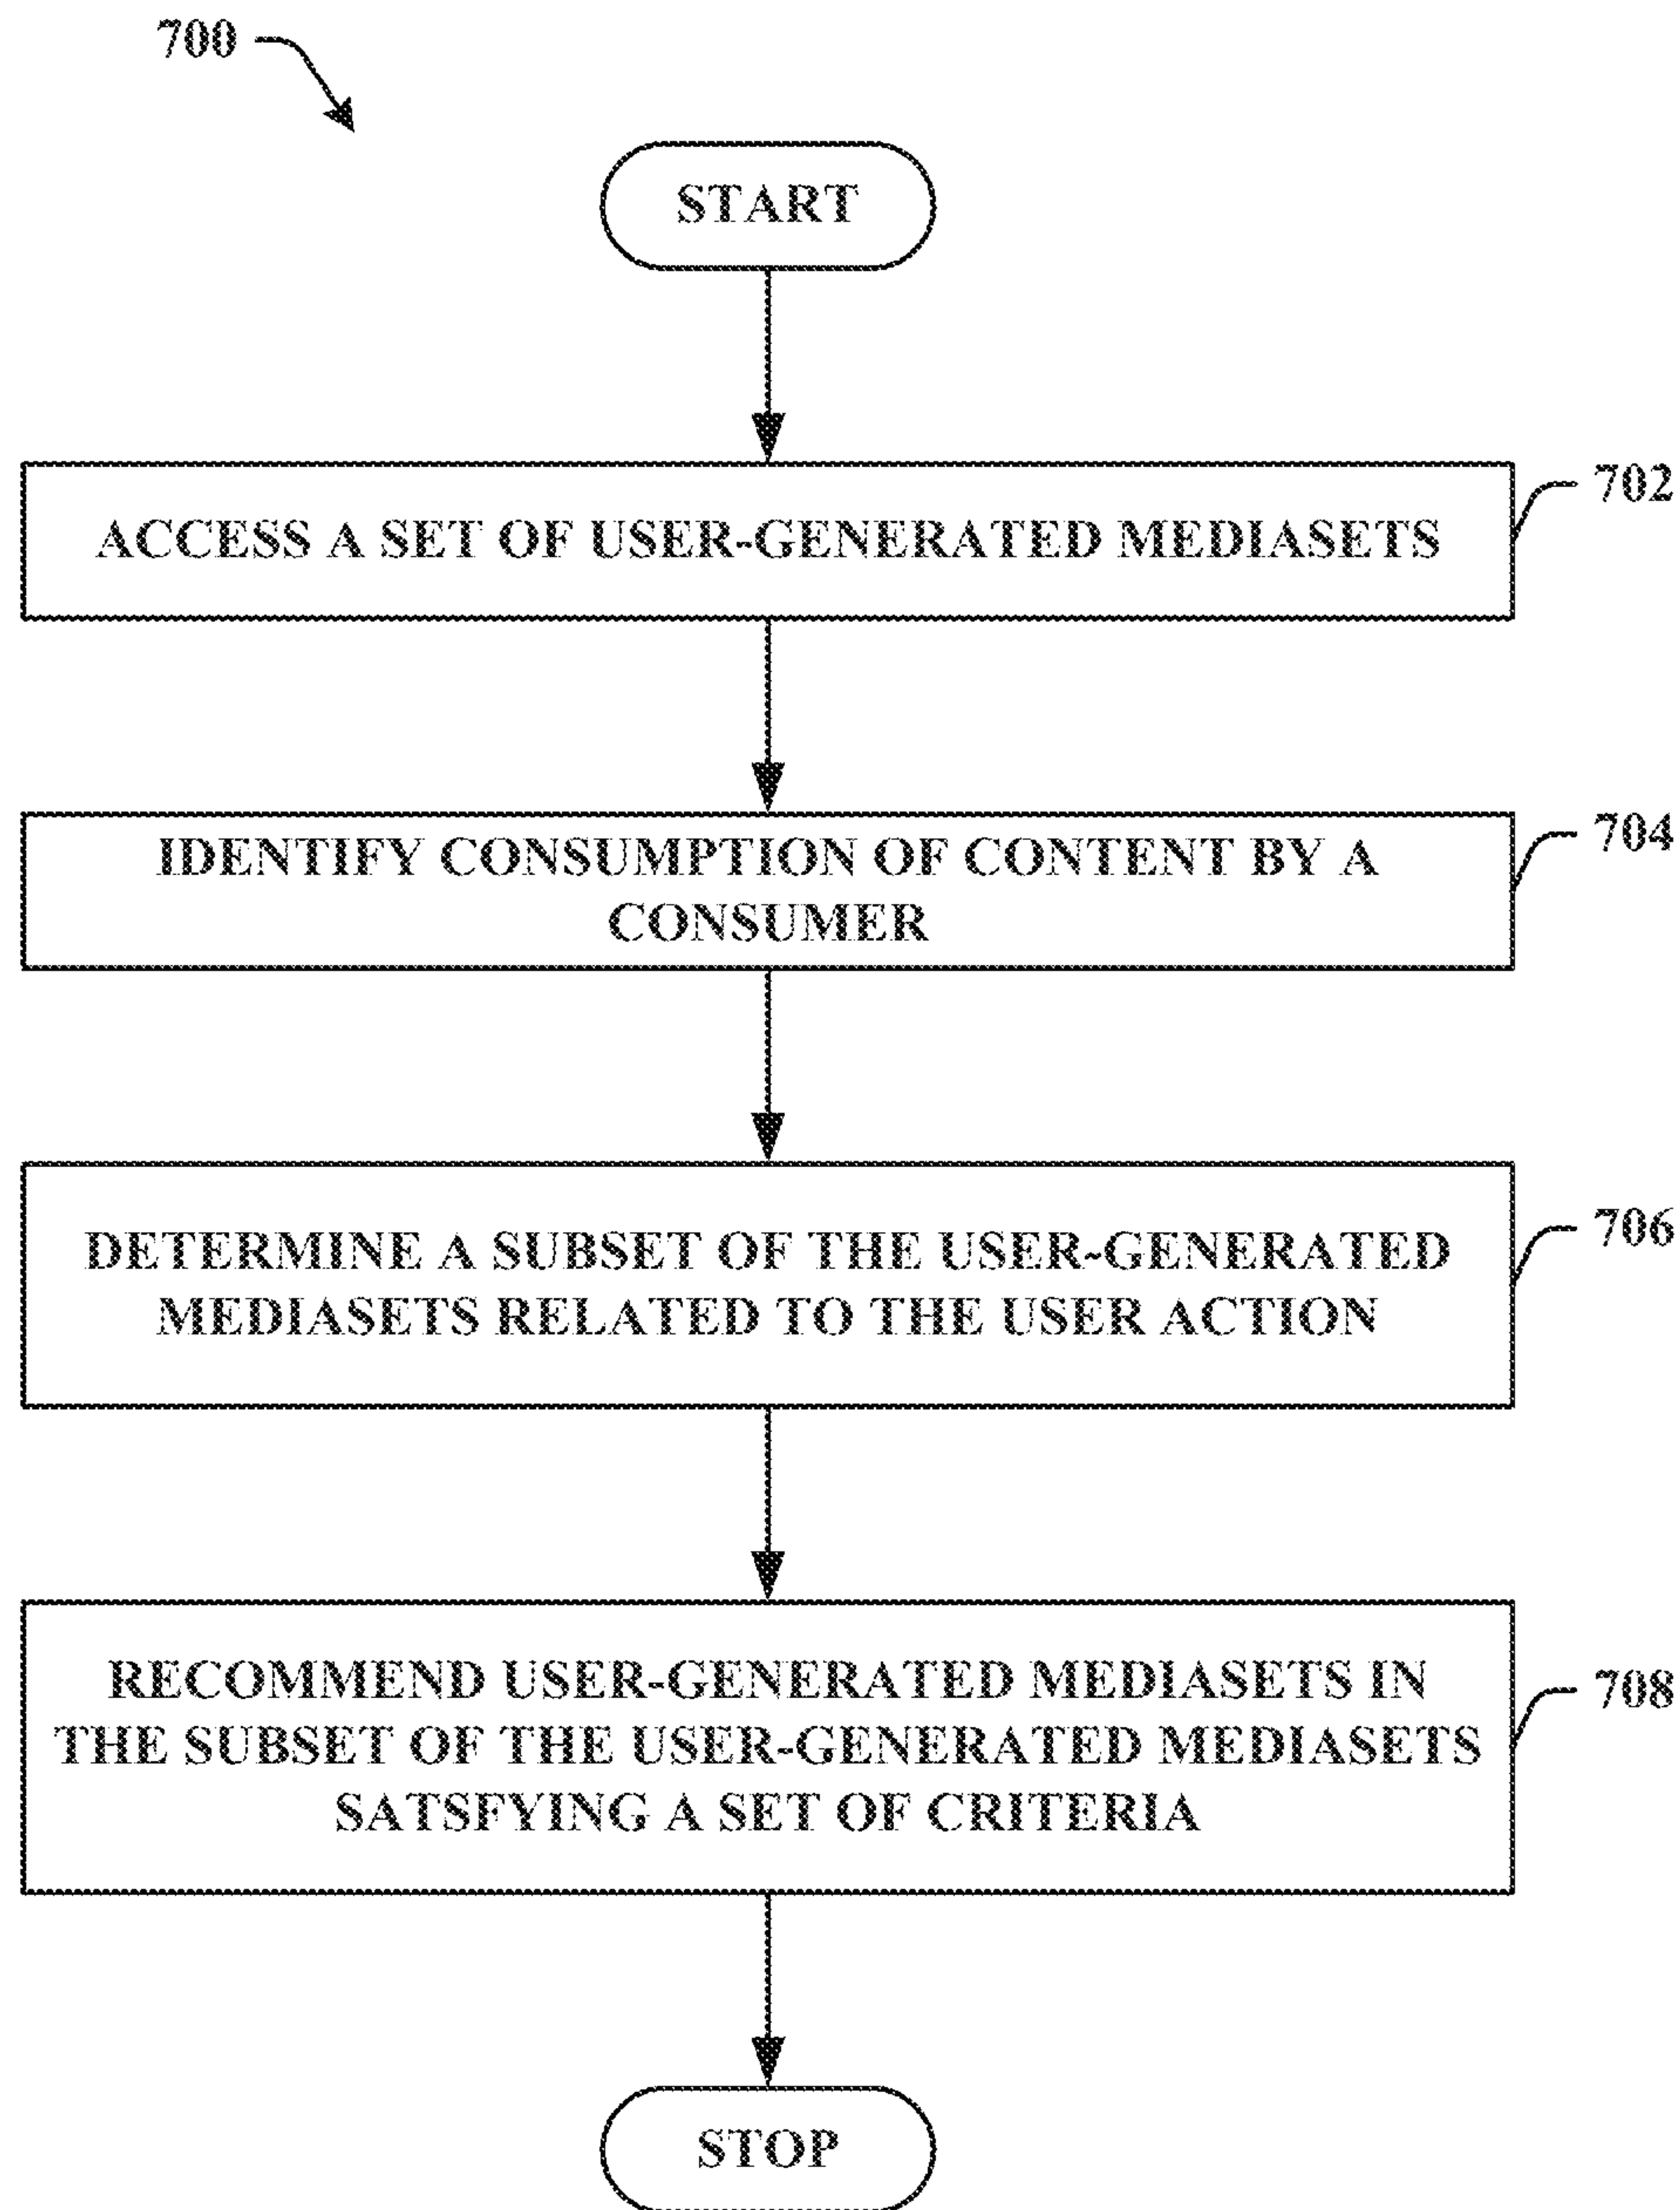 700
START
ACCESS A SET OF USER-GENERATED MEDIASETS
702
IDENTIFY CONSUMPTION OF CONTENT BY A
CONSUMER
704
DETERMINE A SUBSET OF THE USER-GENERATED
MEDIASETS RELATED TO THE USER ACTION
706
RECOMMEND USER-GENERATED MEDIASETS IN
THE SUBSET OF THE USER-GENERATED MEDIASETS
SATSFYING A SET OF CRITERIA
708
STOP